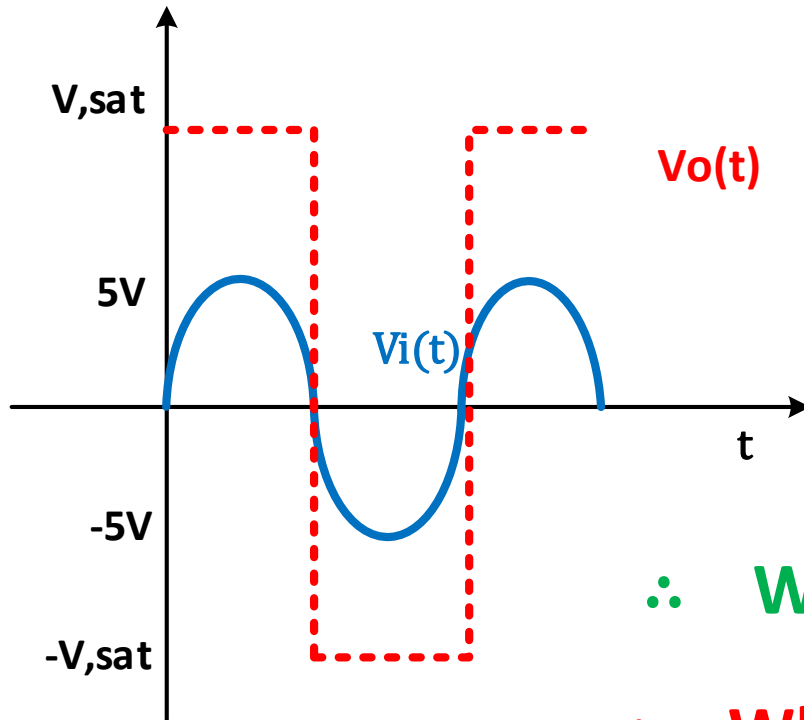 V,sat
Vo(t)
5V
Vi(t)
t
-5V
∴ W
-V,sat